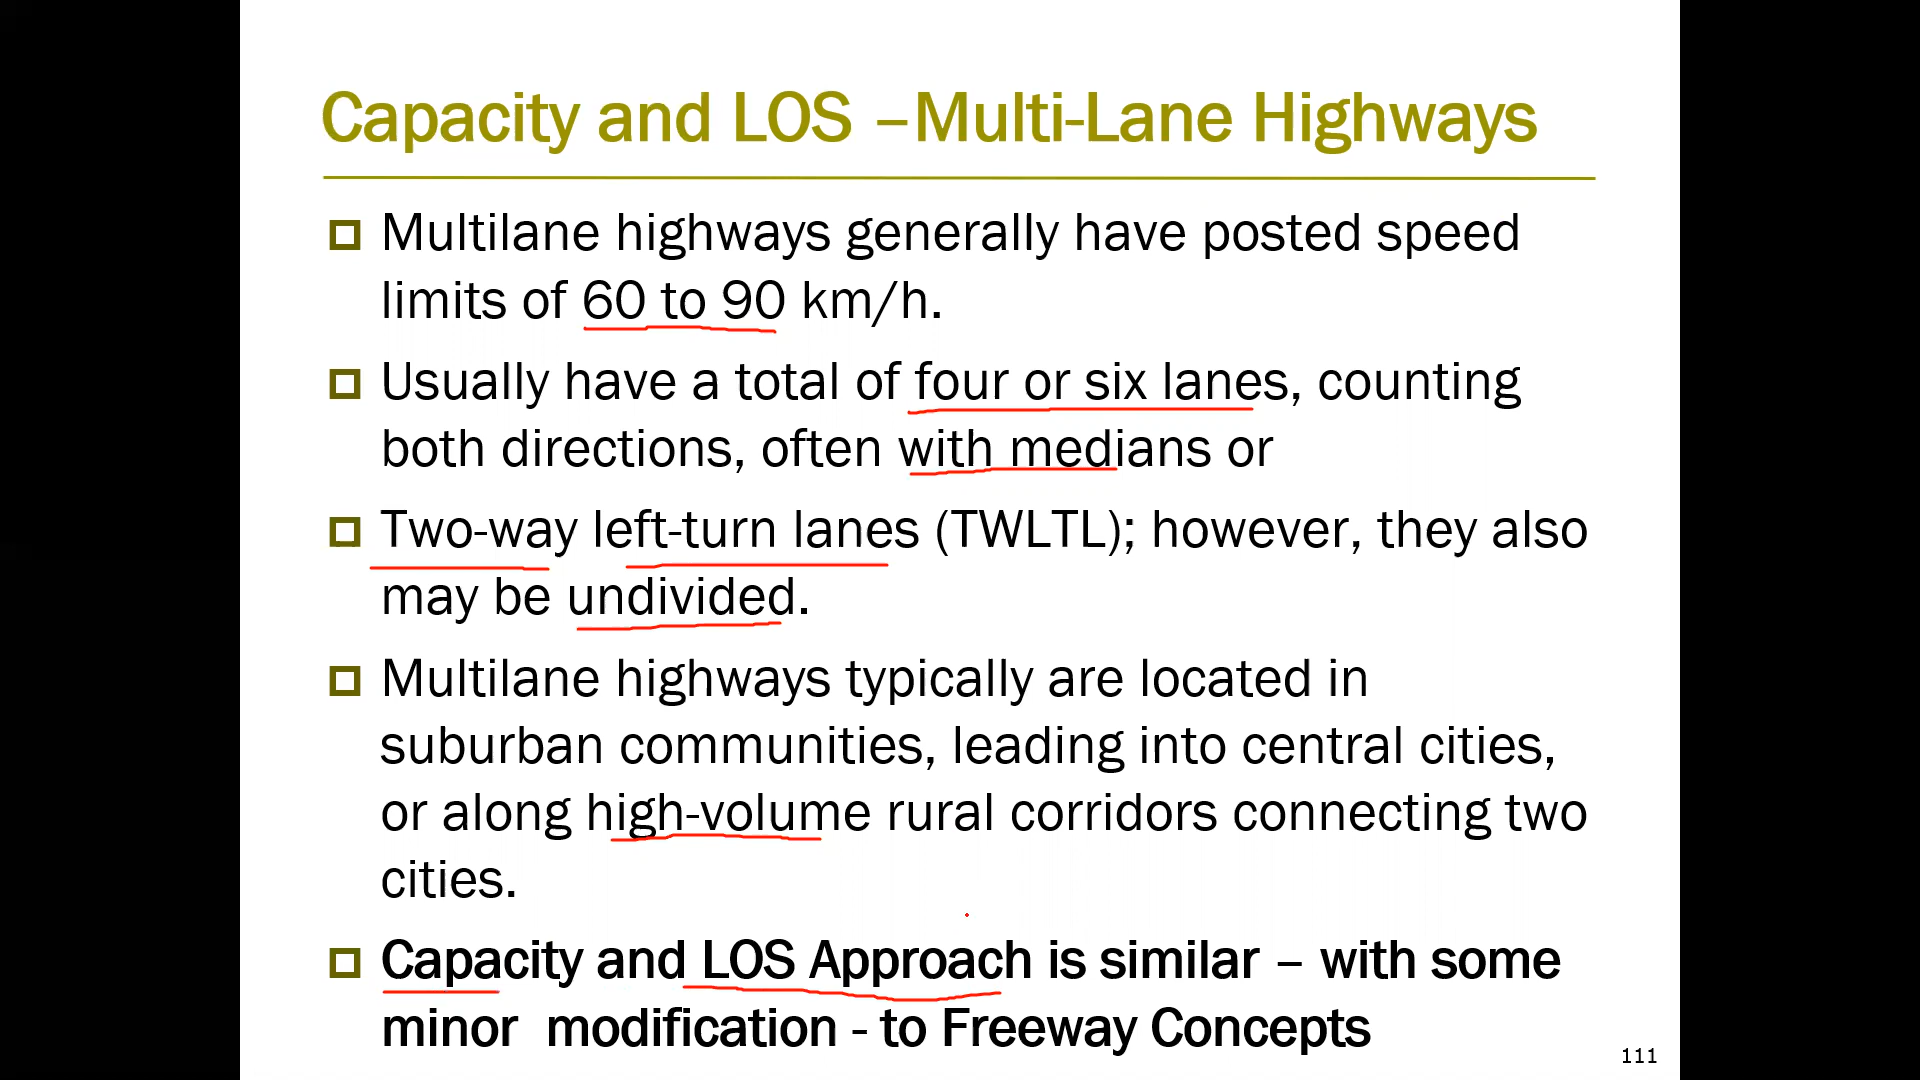 Capacity and LOS –Multi-Lane Highways
Multilane highways generally have posted speed
limits of 60 to 90 km/h.
Usually have a total of four or six lanes, counting
both directions, often with medians or
Two-way left-turn lanes (TWLTL); however, they also
may be undivided.
Multilane highways typically are located in
suburban communities, leading into central cities,
or along high-volume rural corridors connecting two
cities.
Capacity and LOS Approach is similar – with some
minor  modification - to Freeway Concepts
111